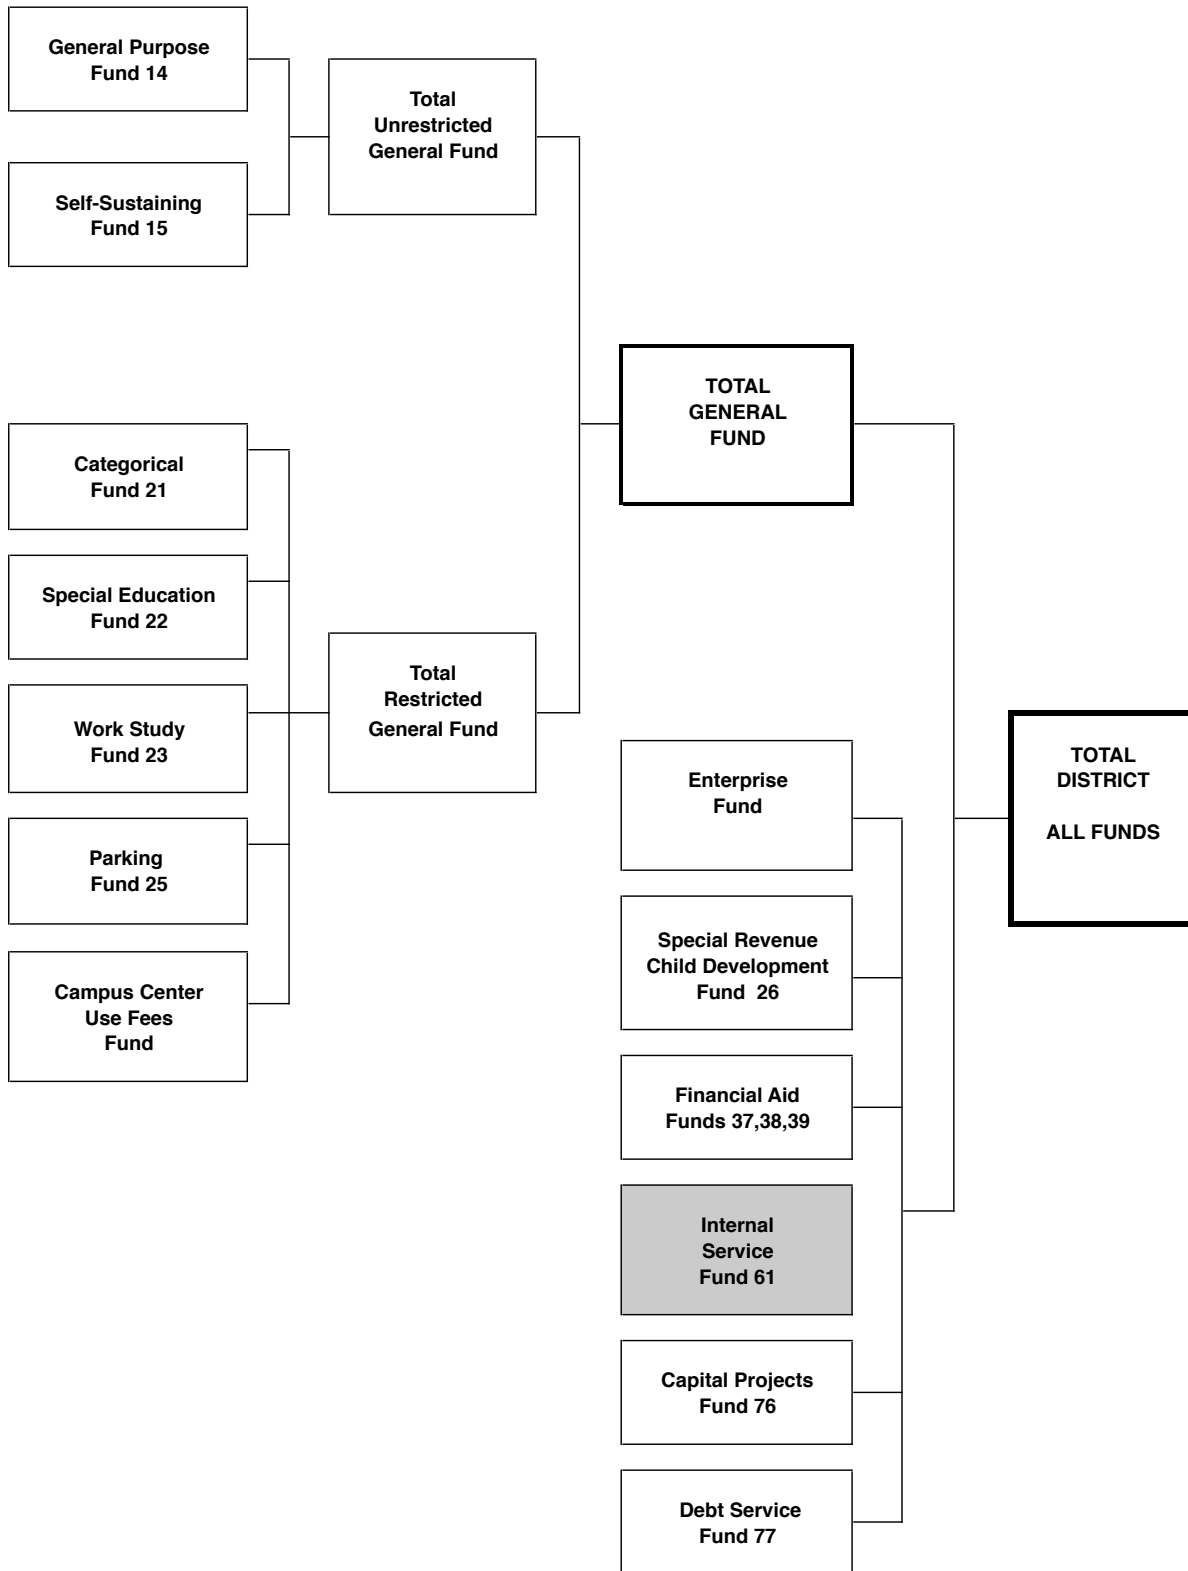 General Purpose
Fund 14
Self-Sustaining
Fund 15
Total
Unrestricted
General Fund
TOTAL
GENERAL
FUND
Categorical
Fund 21
Special Education
Fund 22
Work Study
Fund 23
Parking
Fund 25
Campus Center
Use Fees
Fund
Total
Restricted
General Fund
Enterprise
Fund
Special Revenue
Child Development
Fund  26
Financial Aid
Funds 37,38,39
Internal
Service
Fund 61
Capital Projects
Fund 76
Debt Service
Fund 77
TOTAL
DISTRICT
ALL FUNDS